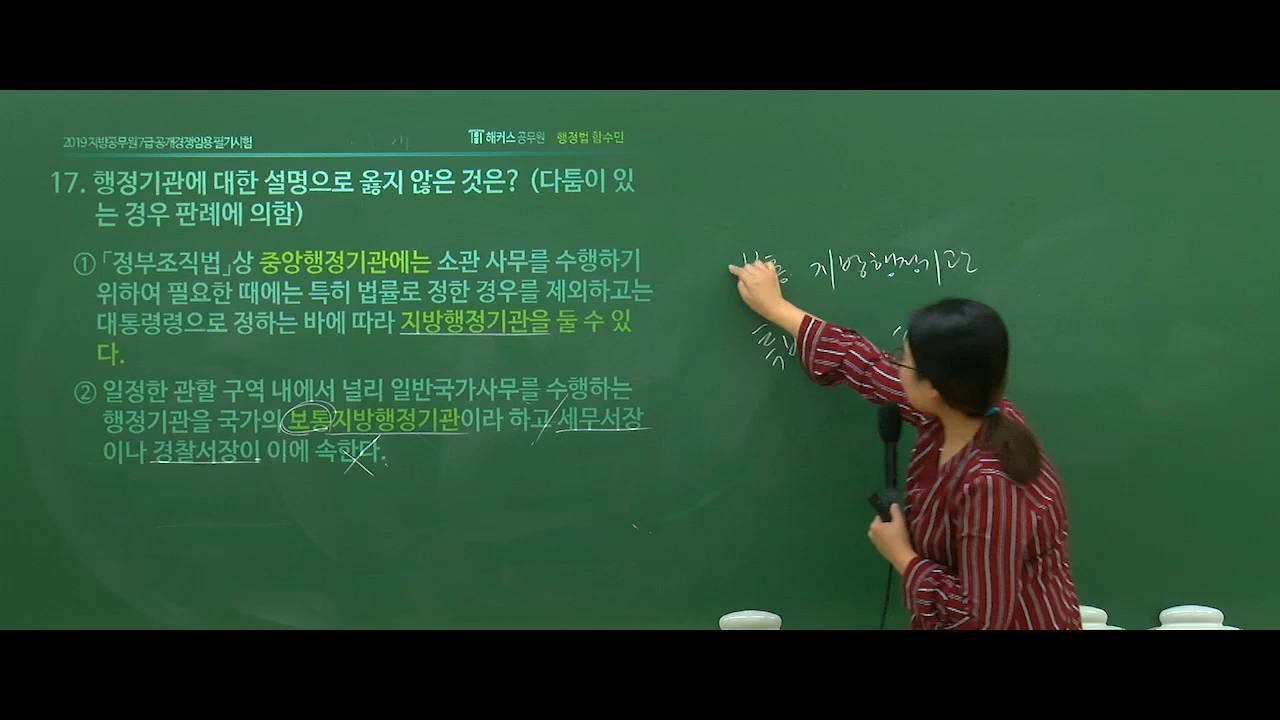 2019 지방공무원 7급 공개경쟁임용 필기시험
해커스공무원 행정법 함수민
17. 행정기관에 대한 설명으로 옳지 않은 것은? (다툼이 있
는 경우 판례에 의함)
① 「정부조직법」상 중앙행정기관에는 소관 사무를 수행하기
위하여 필요한 때에는 특히 법률로 정한 경우를 제외하고는
대통령령으로 정하는 바에 따라 지방행정기관을 둘 수 있
다.
② 일정한 관할 구역 내에서 널리 일반국가사무를 수행하는
행정기관을 국가의 보통지방행정기관이라 하고 세무서장
이나 경찰서장이 이에 속한다.
지방행정기관